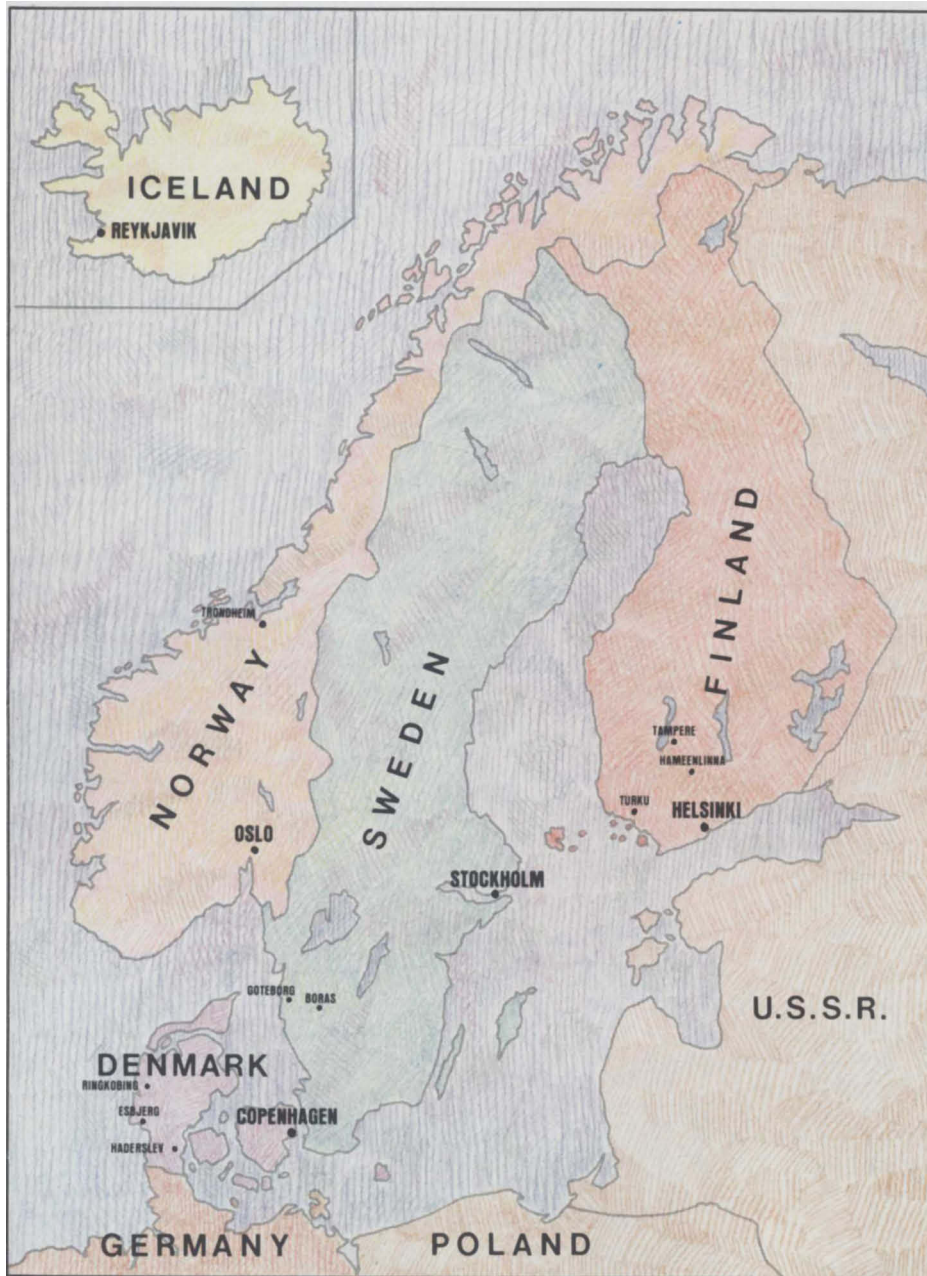 ICELAND
REYKJAVIK
FINLAND
TRONDHEIM
NORWAY
SWEDEN
TAMPERE
HAMEENLINNA
TURKU
HELSINKI
OSLO
STOCKHOLM
GOTEBORG
BORAS
U.S.S.R.
DENMARK
RINGKOBING
ESBJERG
COPENHAGEN
HADERSLEV
GERMANY
POLAND